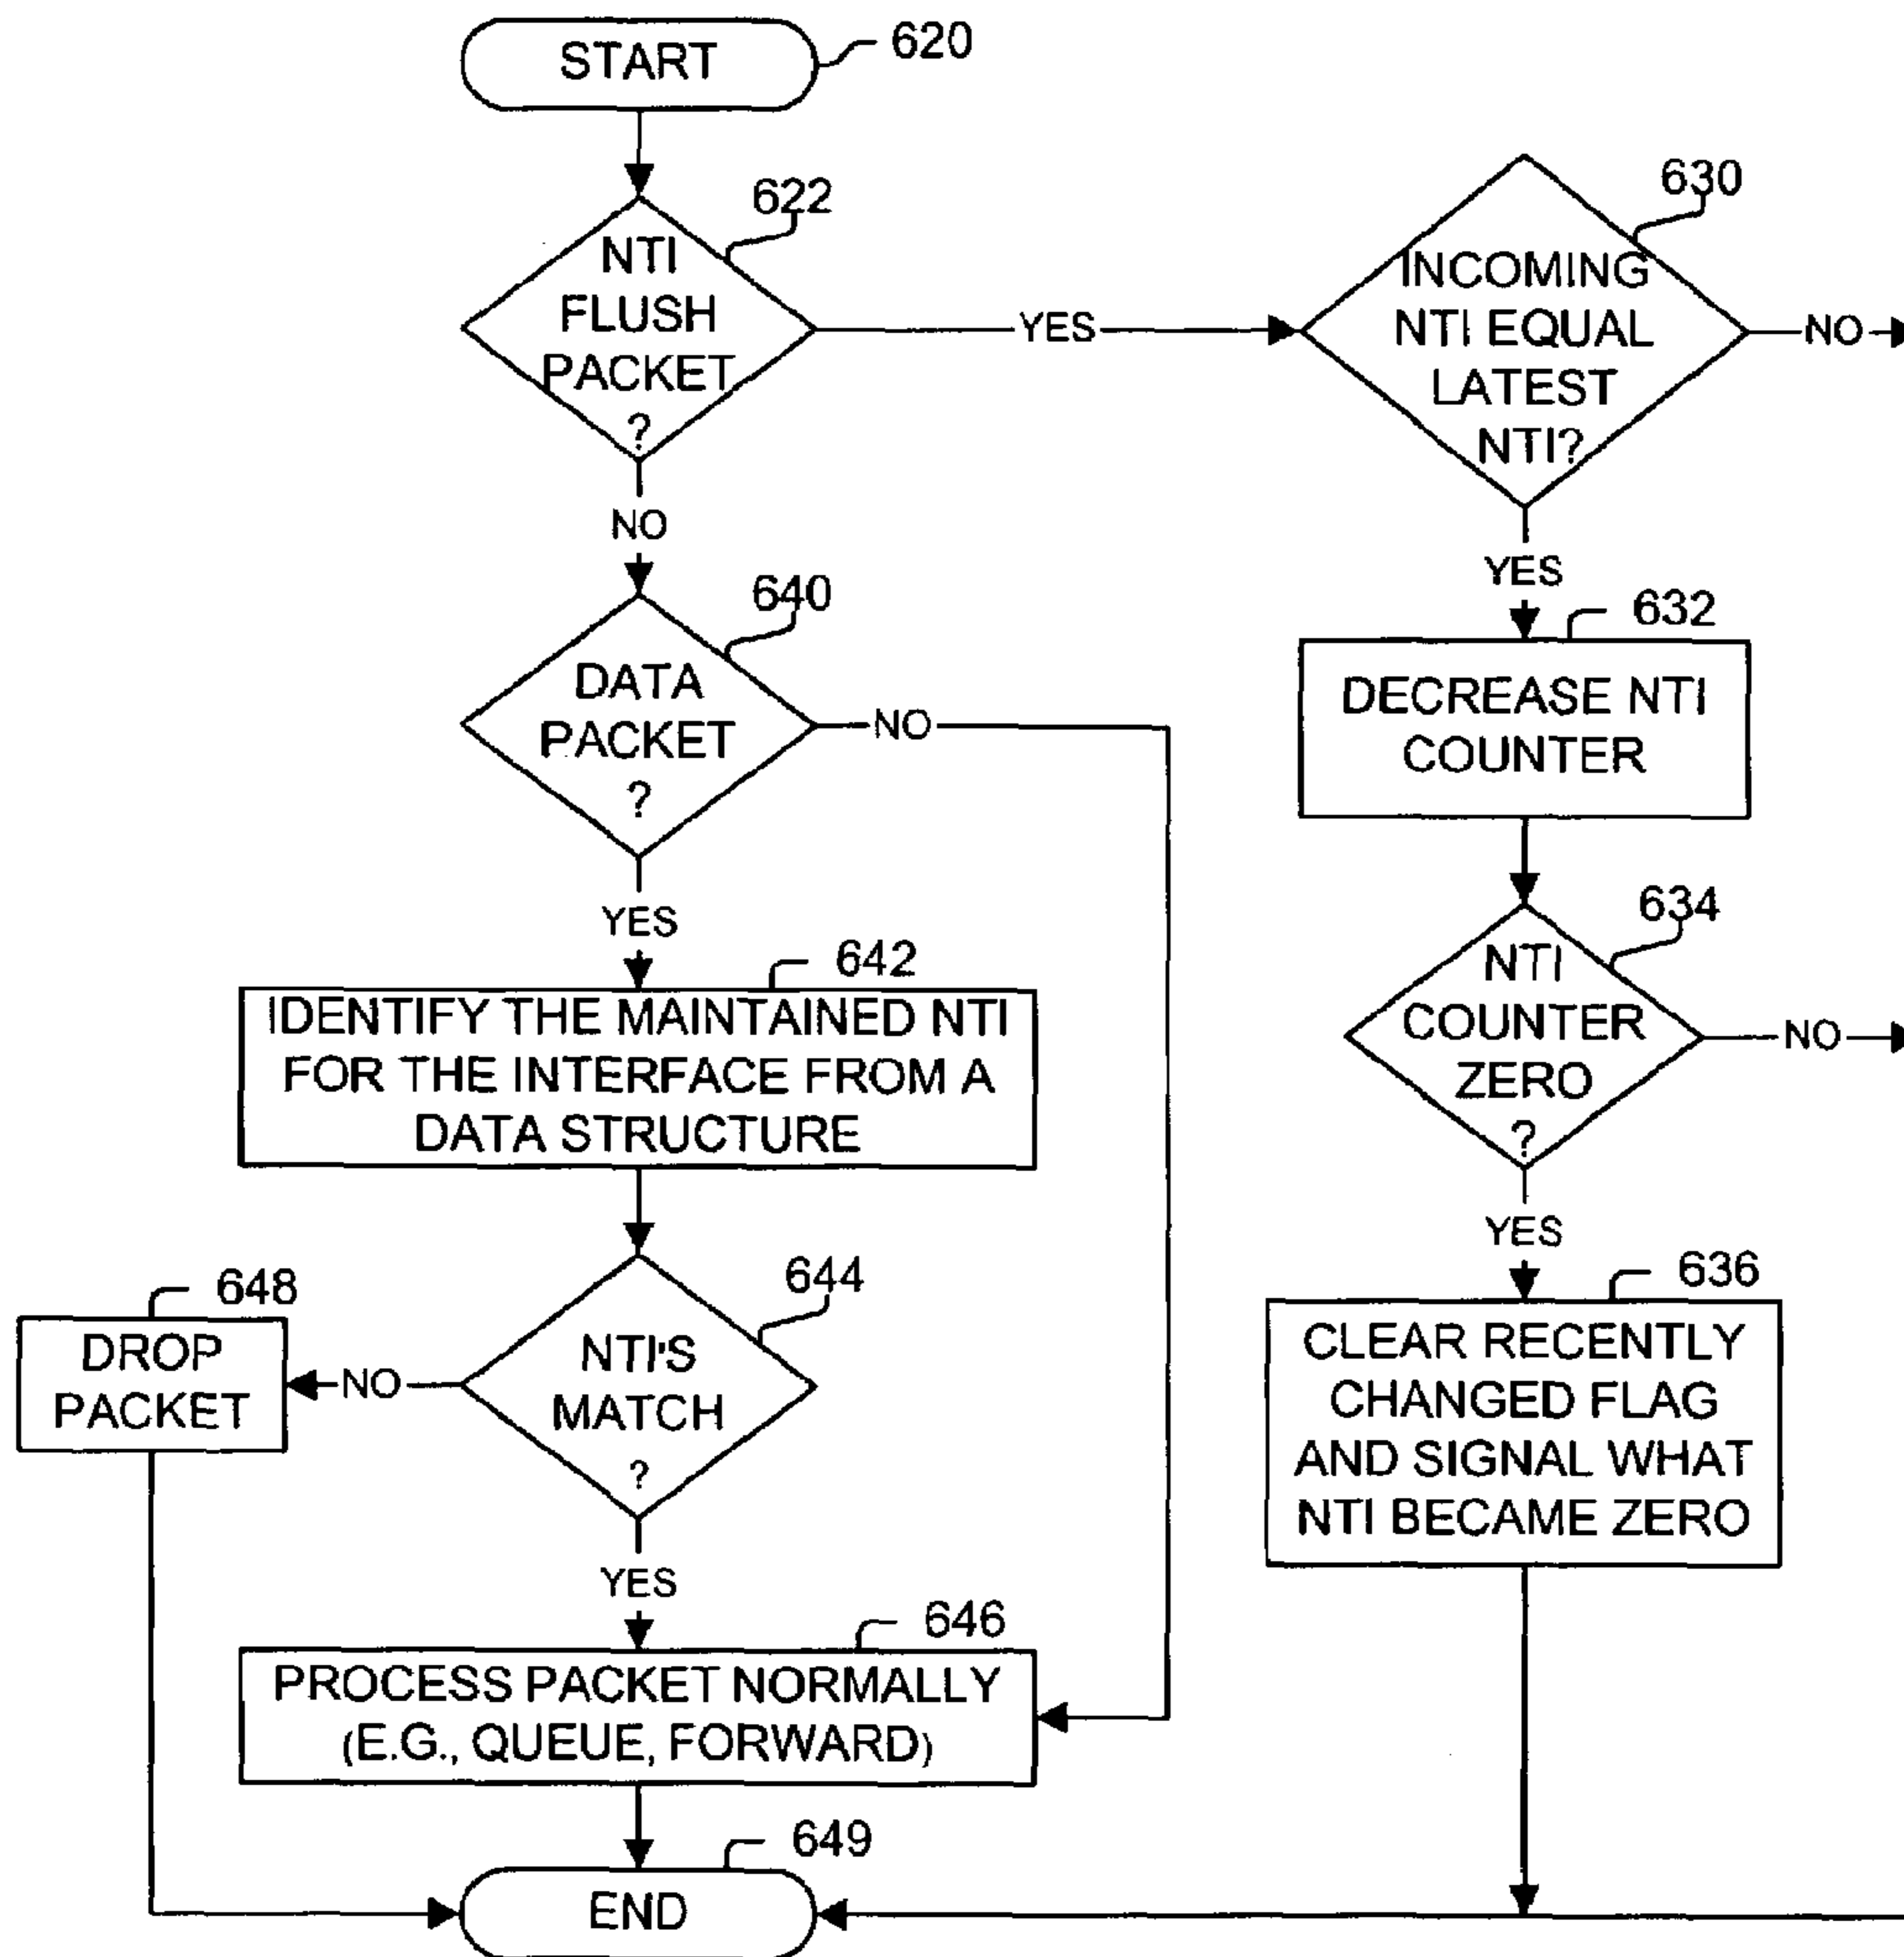 START
620
NTI
FLUSH
PACKET
?
622
YES
INCOMING
NTI EQUAL
LATEST
NTI?
630
NO
NO
YES
DATA
PACKET
?
640
NO
DECREASE NTI
COUNTER
632
YES
NTI
COUNTER
ZERO
?
634
NO
IDENTIFY THE MAINTAINED NTI
FOR THE INTERFACE FROM A
DATA STRUCTURE
642
YES
NTI'S
MATCH
?
644
NO
DROP
PACKET
648
CLEAR RECENTLY
CHANGED FLAG
AND SIGNAL WHAT
NTI BECAME ZERO
636
YES
PROCESS PACKET NORMALLY
(E.G., QUEUE, FORWARD)
646
END
649